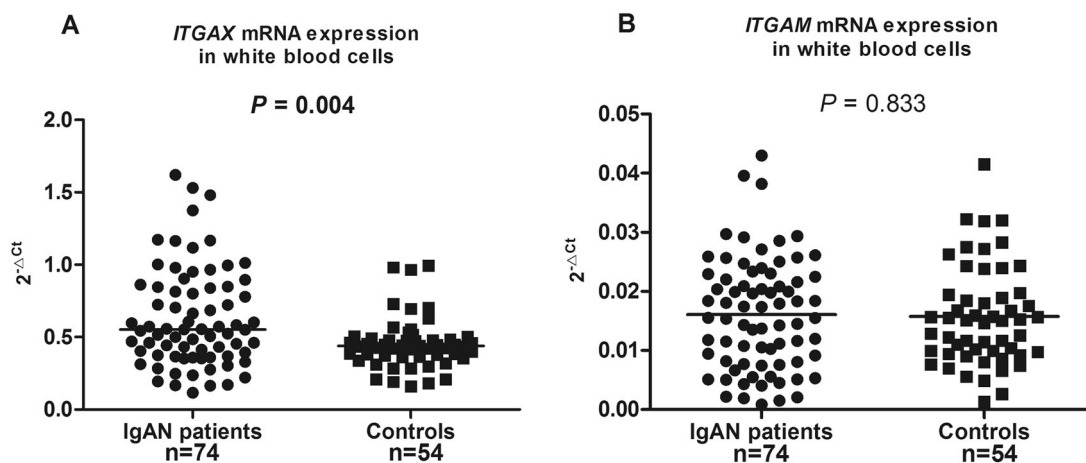 A
ITGAX mRNA expression
in white blood cells
P = 0.004
2.0
1.5
1.0
0.5
0.0
2-△Ct
IgAN patients
n=74
Controls
n=54
B
ITGAM mRNA expression
in white blood cells
P = 0.833
0.05
0.04
0.03
0.02
0.01
0.00
2-△Ct
IgAN patients
n=74
Controls
n=54